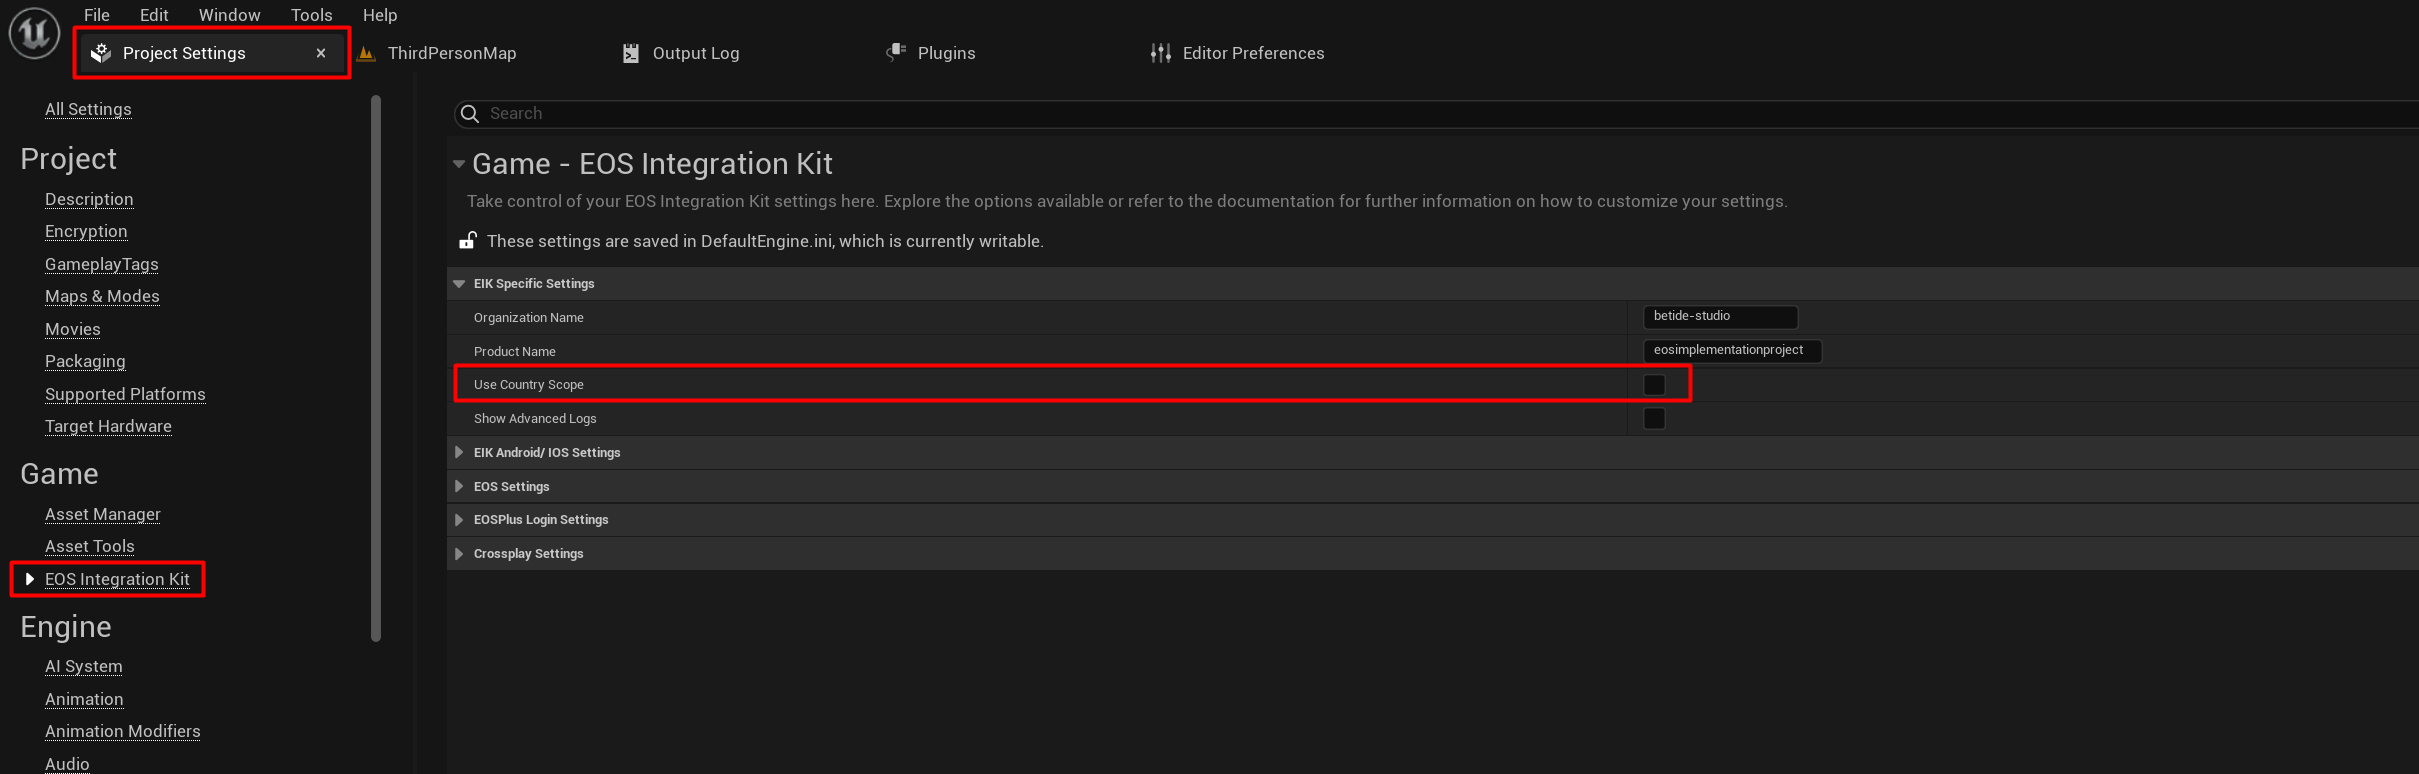 File Edit Window Tools Help
Project Settings × ThirdPersonMap Output Log Plugins Editor Preferences
All Settings
Project
Description
Encryption
GameplayTags
Maps & Modes
Movies
Packaging
Supported Platforms
Target Hardware
Game
Asset Manager
Asset Tools
EOS Integration Kit
Engine
AI System
Animation
Animation Modifiers
Audio
Search
Game - EOS Integration Kit
Take control of your EOS Integration Kit settings here. Explore the options available or refer to the documentation for further information on how to customize your settings.
These settings are saved in DefaultEngine.ini, which is currently writable.
EIK Specific Settings
Organization Name betide-studio
Product Name eosimplementationproject
Use Country Scope
Show Advanced Logs
EIK Android/ IOS Settings
EOS Settings
EOSPlus Login Settings
Crossplay Settings